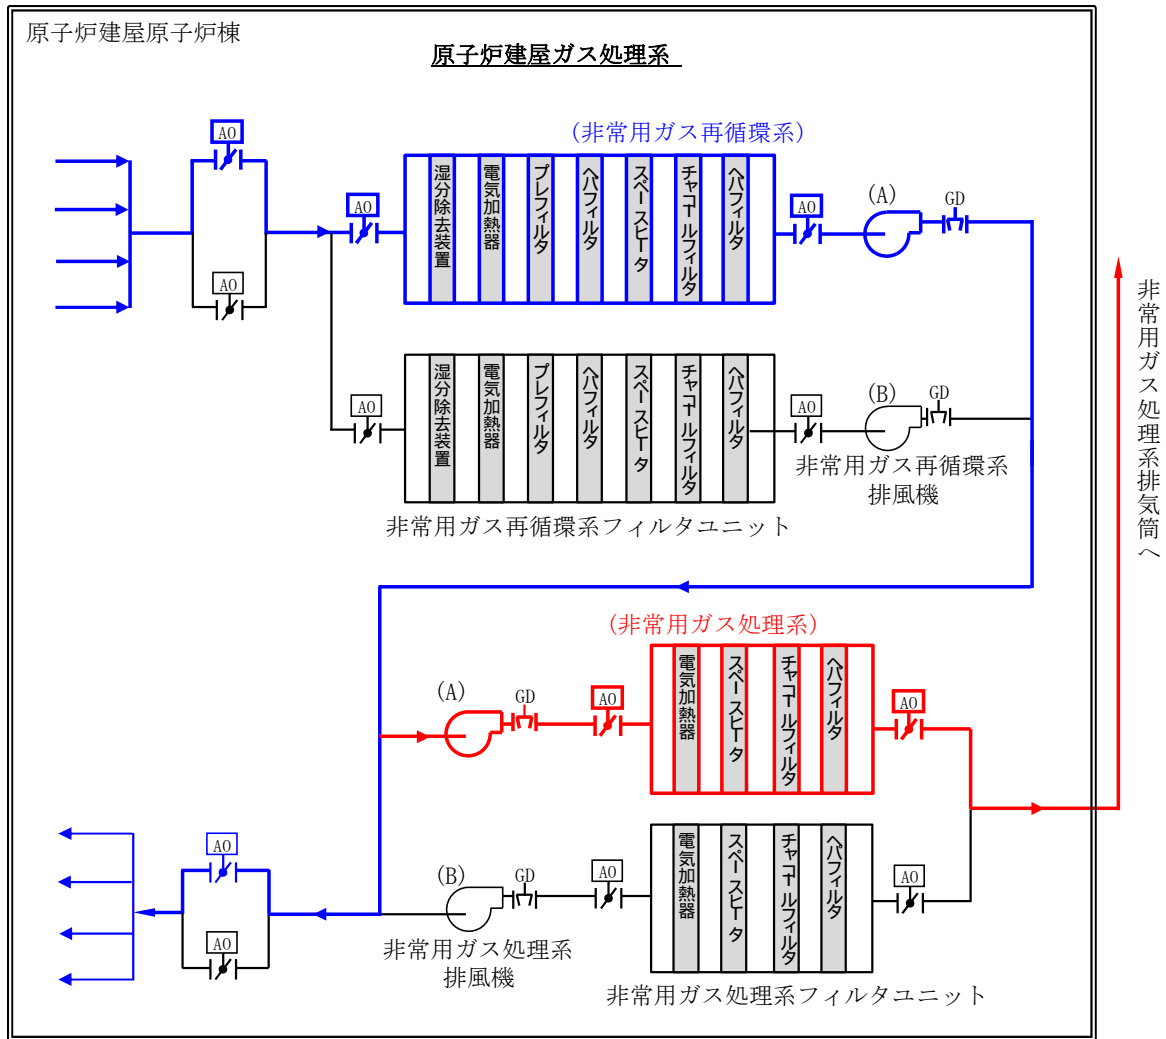 原子炉建屋原子炉棟
原子炉建屋ガス処理系
(非常用ガス再循環系)
AO
AO
AO
湿分除去装置
電気加熱器
プレフィルタ
ヘパフィルタ
スペースヒータ
チャコールフィルタ
ヘパフィルタ
AO
(A)
GD
AO
湿分除去装置
電気加熱器
プレフィルタ
ヘパフィルタ
スペースヒータ
チャコールフィルタ
ヘパフィルタ
AO
(B)
GD
非常用ガス再循環系
排風機
非常用ガス再循環系フィルタユニット
非常用ガス処理系排気筒へ
(非常用ガス処理系)
(A)
GD
AO
電気加熱器
スペースヒータ
チャコールフィルタ
ヘパフィルタ
AO
AO
AO
(B)
GD
AO
電気加熱器
スペースヒータ
チャコールフィルタ
ヘパフィルタ
AO
非常用ガス処理系
排風機
非常用ガス処理系フィルタユニット